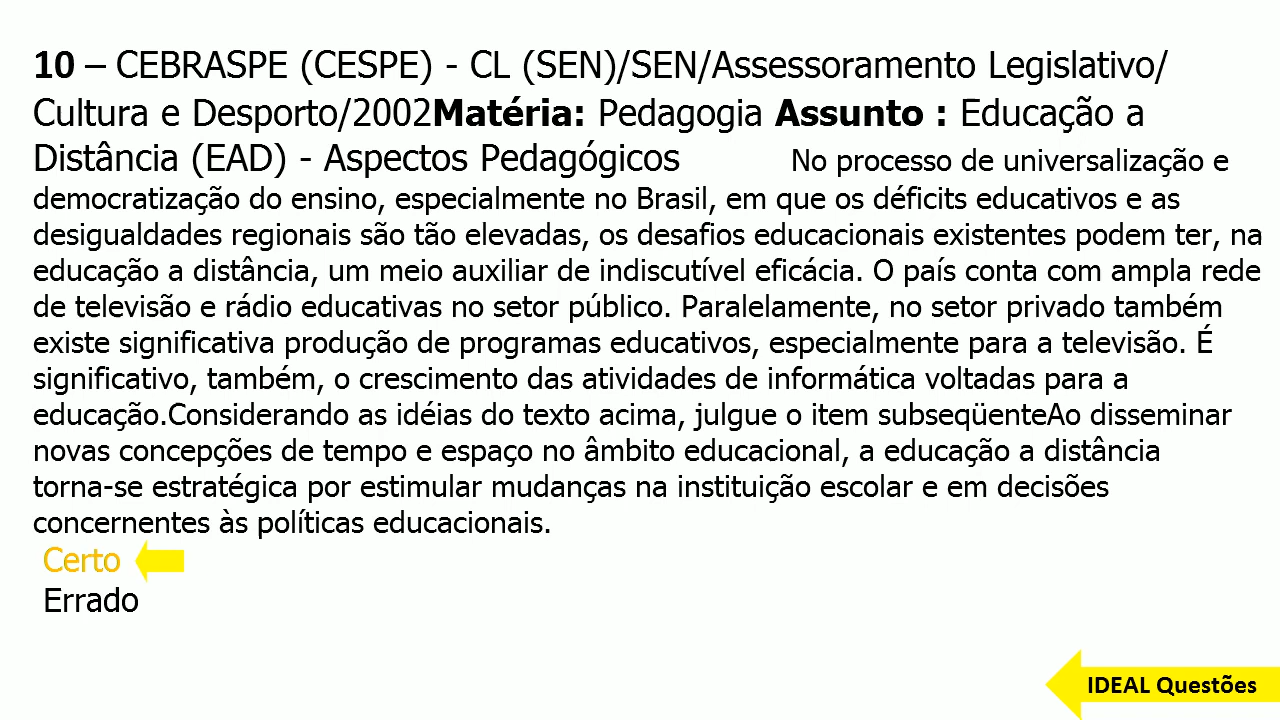 10 – CEBRASPE (CESPE) - CL (SEN)/SEN/Assessoramento Legislativo/
Cultura e Desporto/2002Matéria: Pedagogia Assunto : Educação a
Distância (EAD) - Aspectos Pedagógicos No processo de universalização e
democratização do ensino, especialmente no Brasil, em que os déficits educativos e as
desigualdades regionais são tão elevadas, os desafios educacionais existentes podem ter, na
educação a distância, um meio auxiliar de indiscutível eficácia. O país conta com ampla rede
de televisão e rádio educativas no setor público. Paralelamente, no setor privado também
existe significativa produção de programas educativos, especialmente para a televisão. É
significativo, também, o crescimento das atividades de informática voltadas para a
educação.Considerando as idéias do texto acima, julgue o item subseqüenteAo disseminar
novas concepções de tempo e espaço no âmbito educacional, a educação a distância
torna-se estratégica por estimular mudanças na instituição escolar e em decisões
concernentes às políticas educacionais.
Certo
Errado
IDEAL Questões